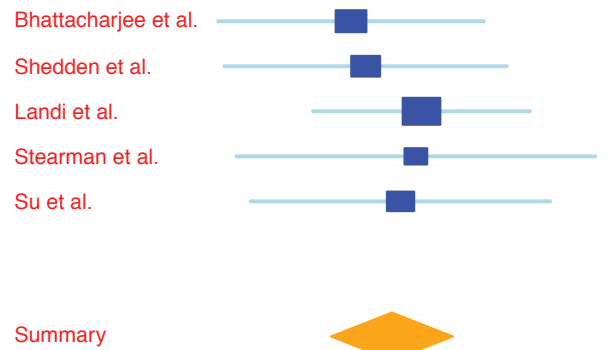 Bhattacharjee et al.
Shedden et al.
Landi et al.
Stearman et al.
Su et al.
Summary